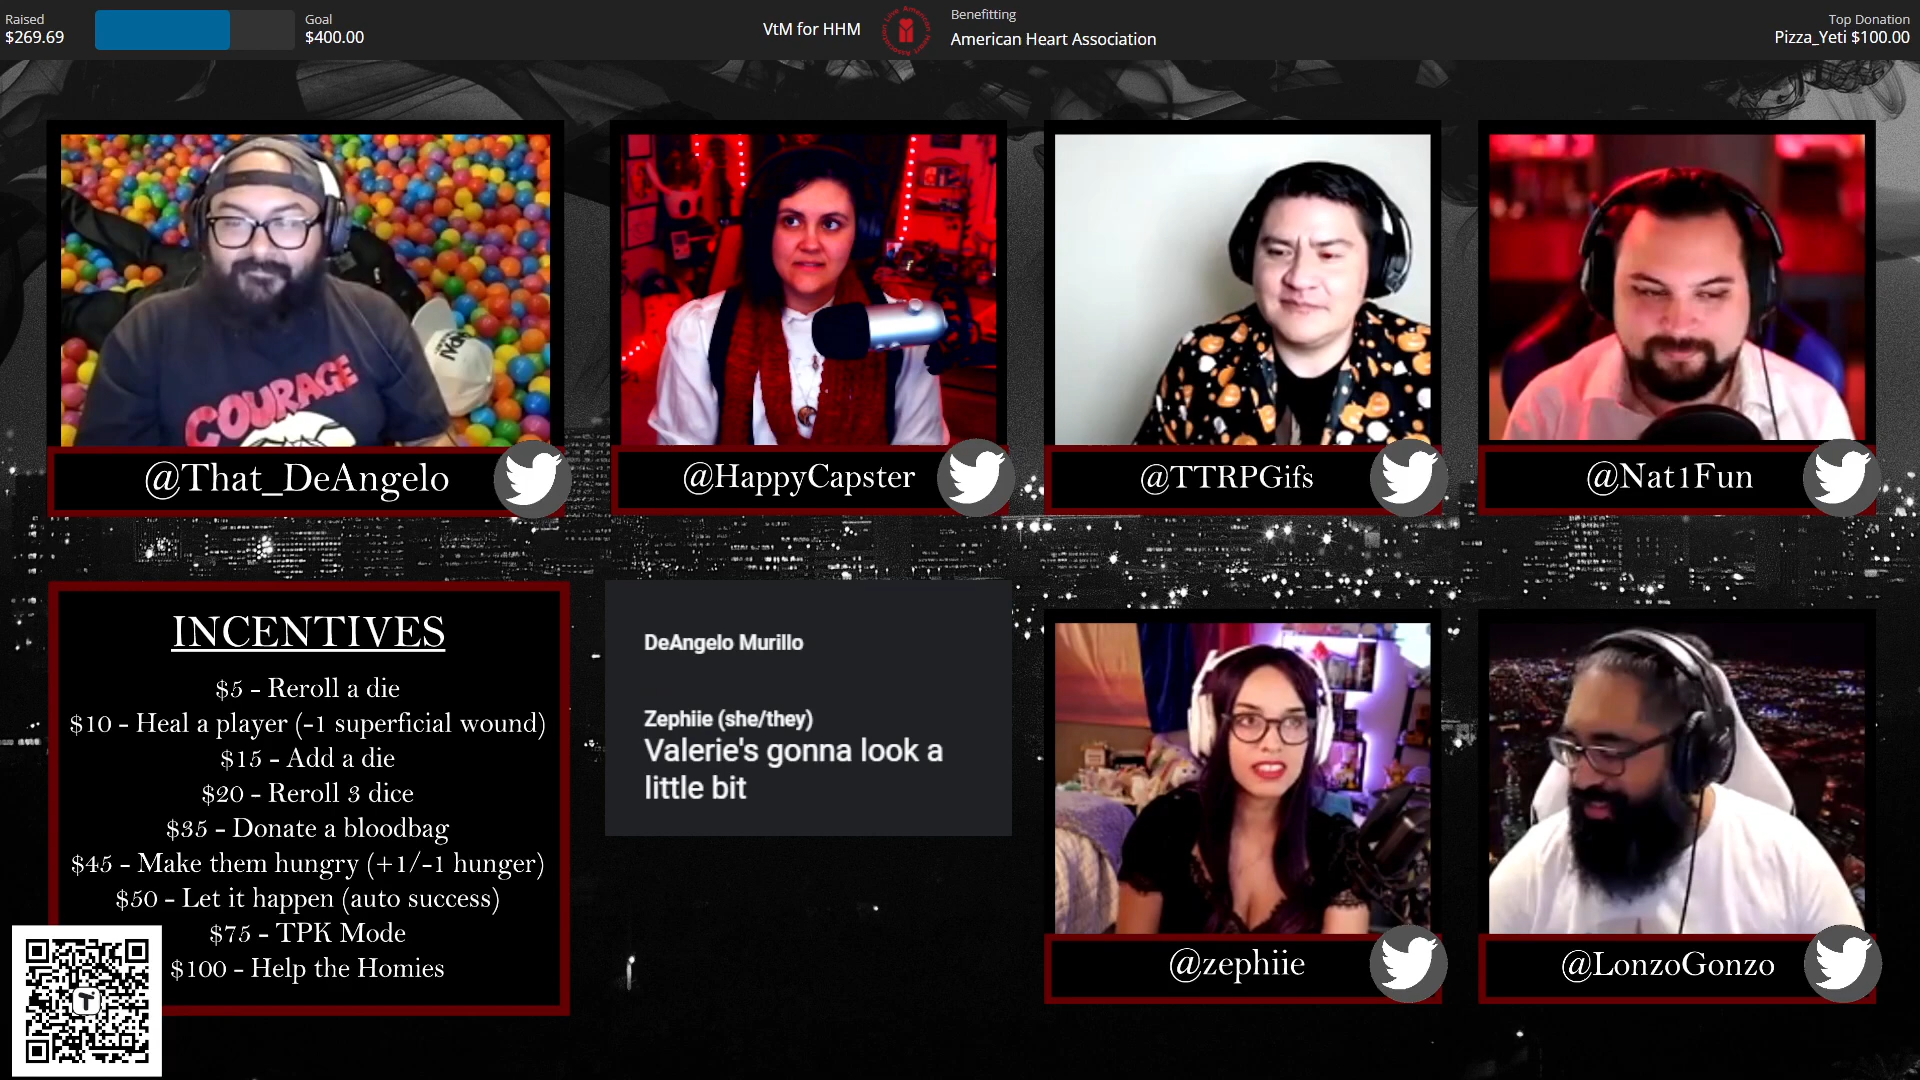 Raised
$269.69
Goal
$400.00
VtM for HHM
Benefitting
American Heart Association
Top Donation
Pizza_Yeti $100.00
COURAGE
@That_DeAngelo
@HappyCapster
@TTRPGifs
@Nat1Fun
INCENTIVES
$5 - Reroll a die
$10 - Heal a player (-1 superficial wound)
$15 - Add a die
$20 - Reroll 3 dice
$35 - Donate a bloodbag
$45 - Make them hungry (+1/-1 hunger)
$50 - Let it happen (auto success)
$75 - TPK Mode
$100 - Help the Homies
T
DeAngelo Murillo
Zephiie (she/they)
Valerie's gonna look a
little bit
@zephiie
@LonzoGonzo